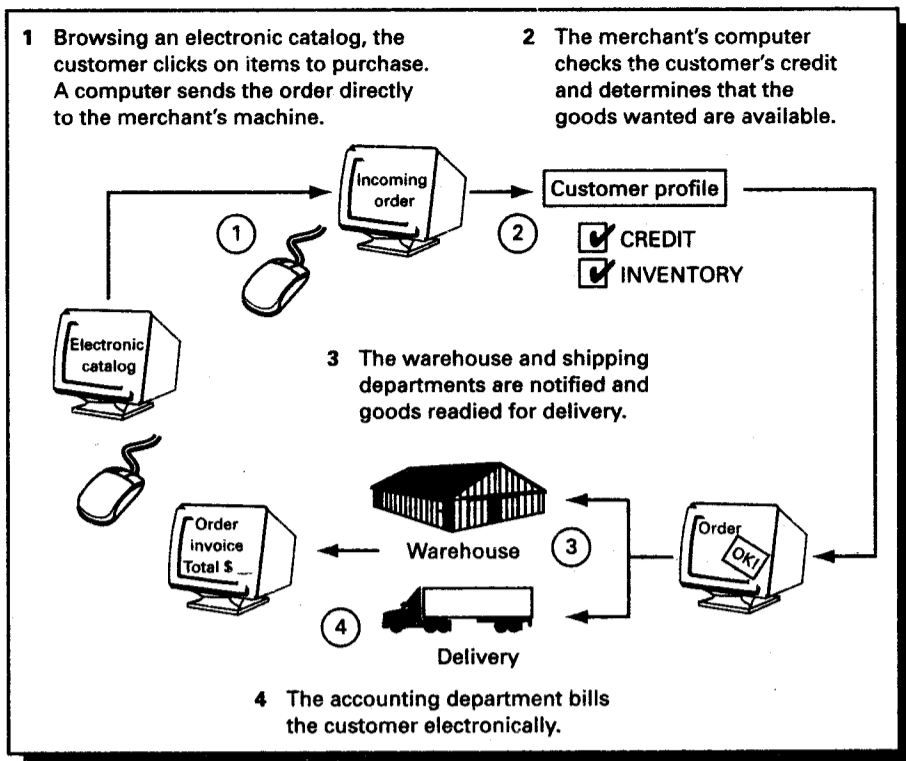 1 Browsing an electronic catalog, the
customer clicks on items to purchase.
A computer sends the order directly
to the merchant's machine.
2 The merchant's computer
checks the customer's credit
and determines that the
goods wanted are available.
Incoming
order
Customer profile
1
2
CREDIT
INVENTORY
Electronic
catalog
3 The warehouse and shipping
departments are notified and
goods readied for delivery.
Order
invoice
Total $ __
Warehouse
3
Order
OK!
4
Delivery
4 The accounting department bills
the customer electronically.